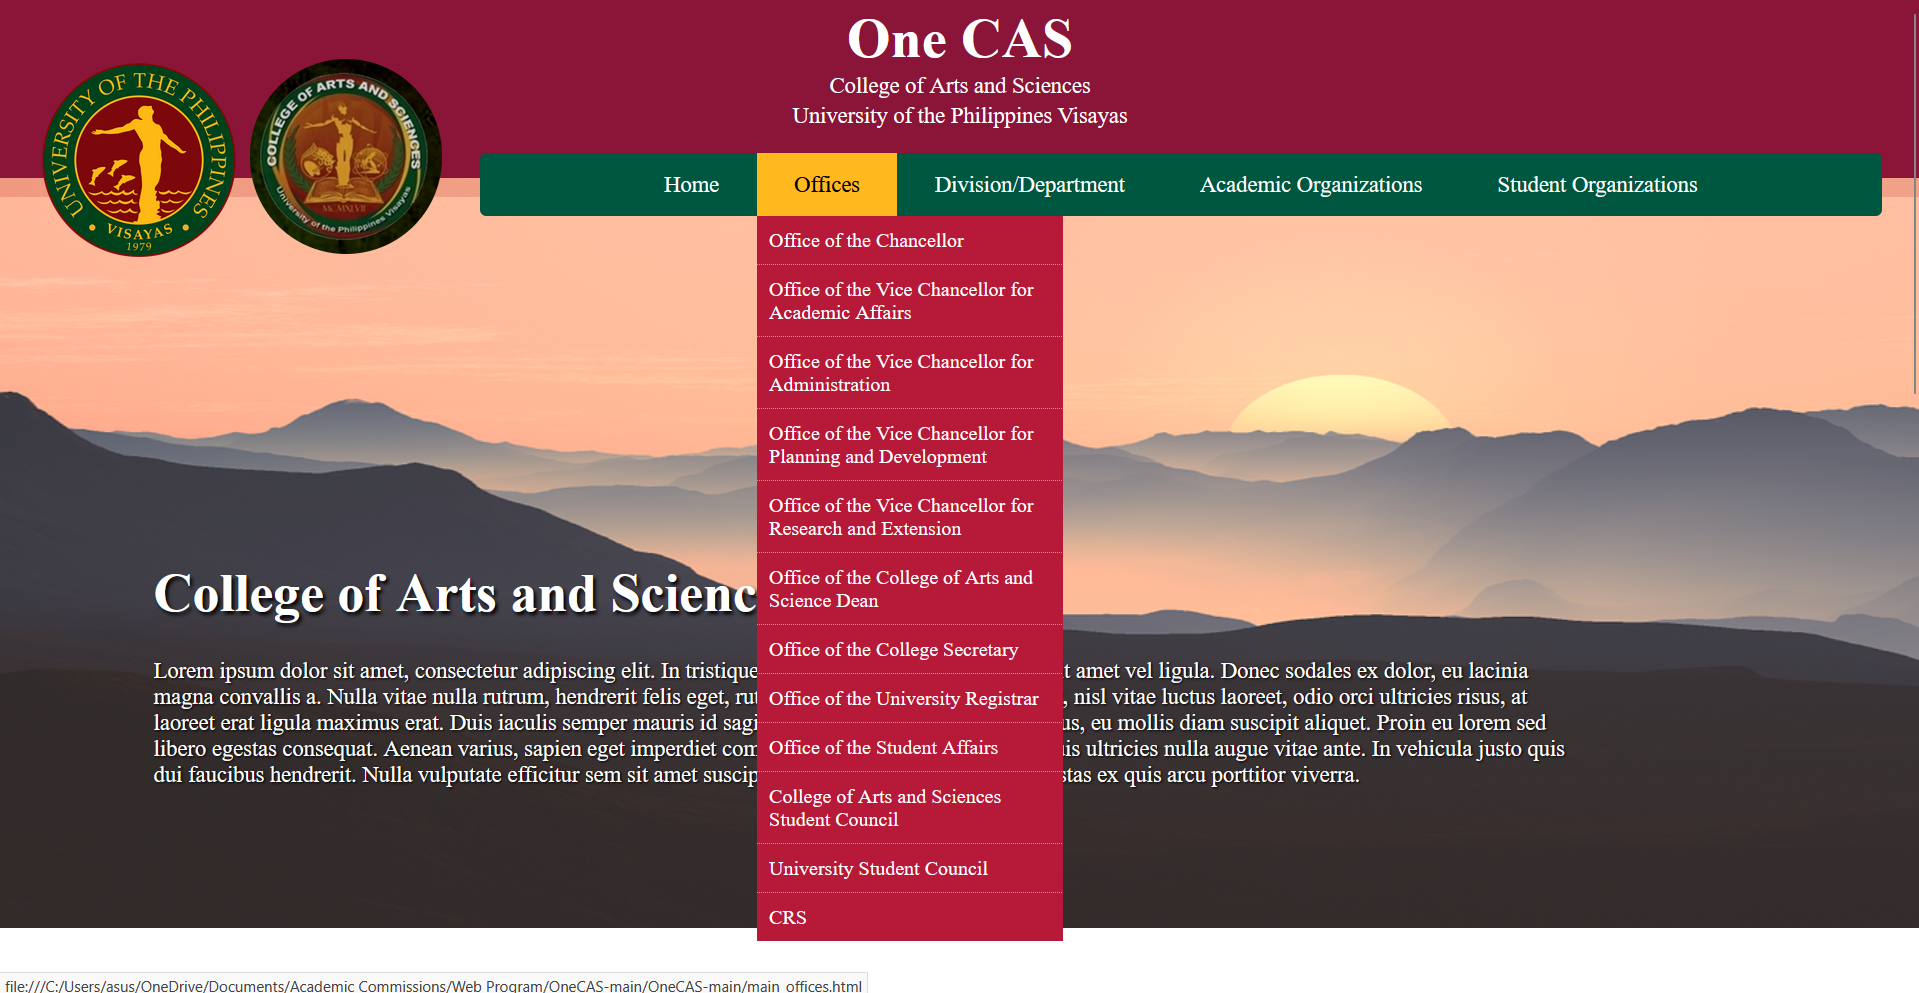 One CAS
College of Arts and Sciences
University of the Philippines Visayas
UNIVERSITY OF THE PHILIPPINES
• VISAYAS •
1979
COLLEGE OF ARTS AND SCIENCES
MCMXLVII
University of the Philippines Visayas
Home
Offices
Division/Department
Academic Organizations
Student Organizations
Office of the Chancellor
Office of the Vice Chancellor for
Academic Affairs
Office of the Vice Chancellor for
Administration
Office of the Vice Chancellor for
Planning and Development
Office of the Vice Chancellor for
Research and Extension
Office of the College of Arts and
Science Dean
Office of the College Secretary
Office of the University Registrar
Office of the Student Affairs
College of Arts and Sciences
Student Council
University Student Council
CRS
College of Arts and Scienc
Lorem ipsum dolor sit amet, consectetur adipiscing elit. In tristique t amet vel ligula. Donec sodales ex dolor, eu lacinia
magna convallis a. Nulla vitae nulla rutrum, hendrerit felis eget, rut , nisl vitae luctus laoreet, odio orci ultricies risus, at
laoreet erat ligula maximus erat. Duis iaculis semper mauris id sagi us, eu mollis diam suscipit aliquet. Proin eu lorem sed
libero egestas consequat. Aenean varius, sapien eget imperdiet com is ultricies nulla augue vitae ante. In vehicula justo quis
dui faucibus hendrerit. Nulla vulputate efficitur sem sit amet suscip stas ex quis arcu porttitor viverra.
file:///C:/Users/asus/OneDrive/Documents/Academic Commissions/Web Program/OneCAS-main/OneCAS-main/main_offices.html